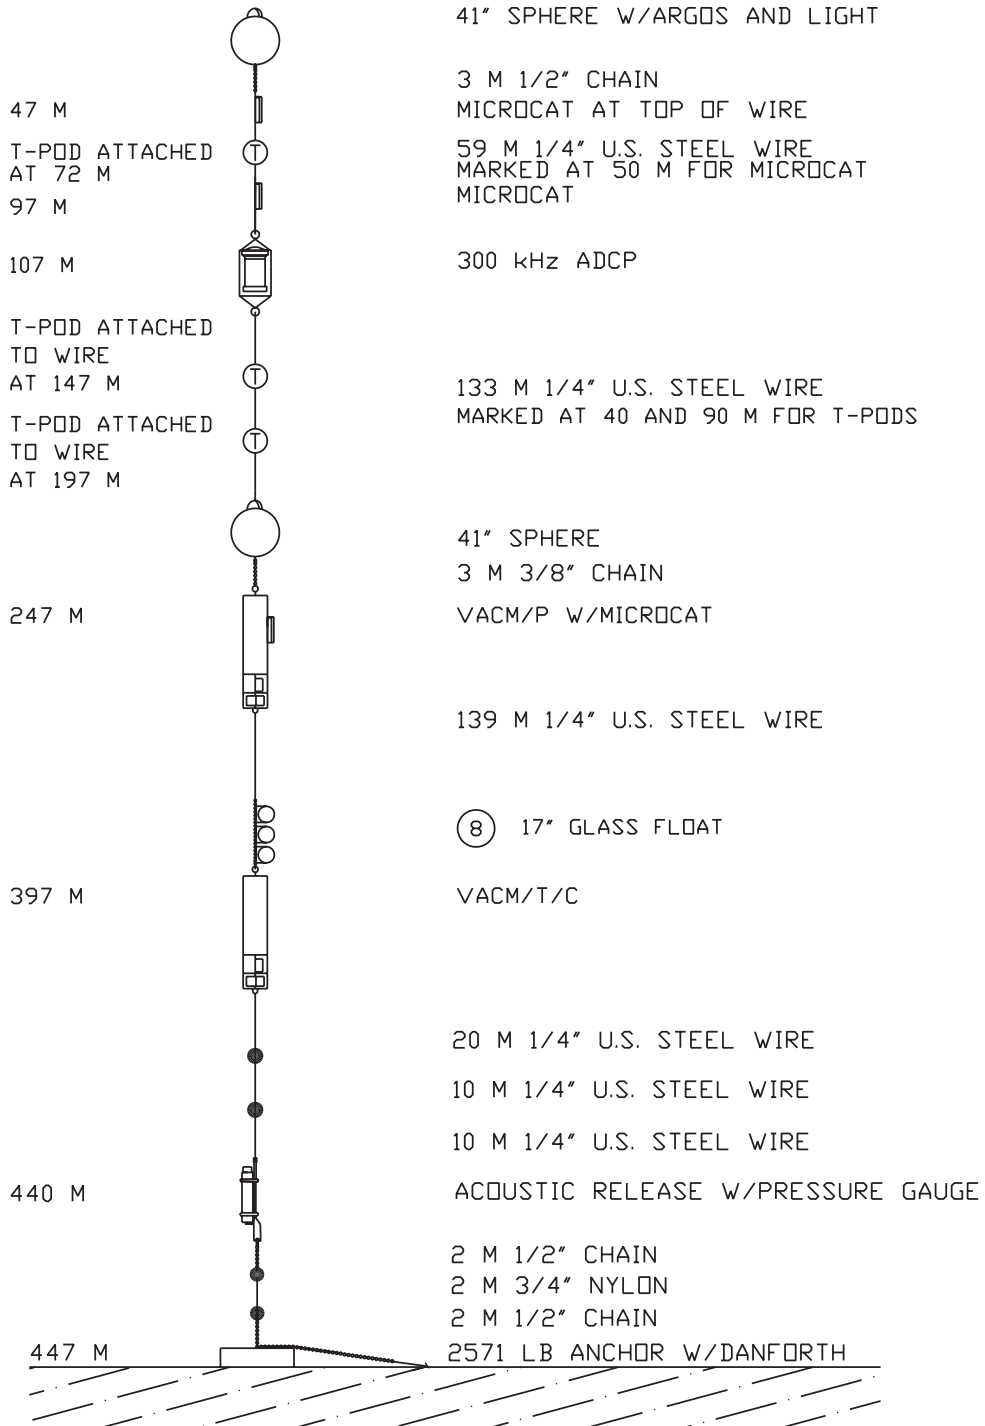 41" SPHERE W/ARGOS AND LIGHT
3 M 1/2" CHAIN
47 M
MICROCAT AT TOP OF WIRE
T-POD ATTACHED
AT 72 M
T
59 M 1/4" U.S. STEEL WIRE
MARKED AT 50 M FOR MICROCAT
MICROCAT
97 M
107 M
300 kHz ADCP
T-POD ATTACHED
TO WIRE
AT 147 M
T
133 M 1/4" U.S. STEEL WIRE
MARKED AT 40 AND 90 M FOR T-PODS
T-POD ATTACHED
TO WIRE
AT 197 M
T
41" SPHERE
3 M 3/8" CHAIN
247 M
VACM/P W/MICROCAT
139 M 1/4" U.S. STEEL WIRE
8 17" GLASS FLOAT
397 M
VACM/T/C
20 M 1/4" U.S. STEEL WIRE
10 M 1/4" U.S. STEEL WIRE
10 M 1/4" U.S. STEEL WIRE
440 M
ACOUSTIC RELEASE W/PRESSURE GAUGE
2 M 1/2" CHAIN
2 M 3/4" NYLON
2 M 1/2" CHAIN
447 M
2571 LB ANCHOR W/DANFORTH